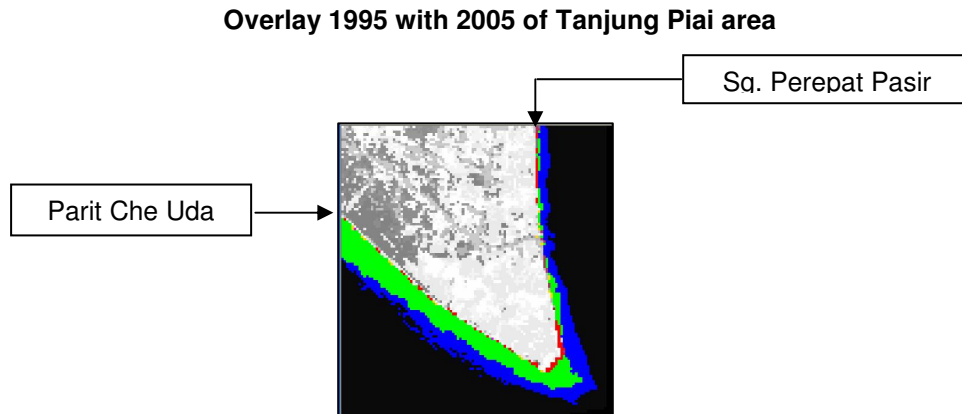 Overlay 1995 with 2005 of Tanjung Piai area
Sg. Perepat Pasir
Parit Che Uda